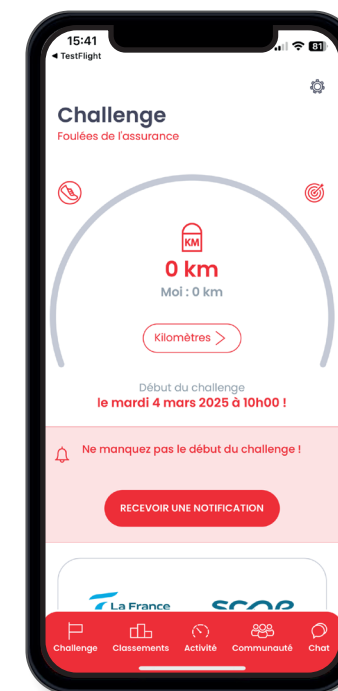 15:41
81
◀ TestFlight
Challenge
Foulées de l'assurance
KM
0 km
Moi : 0 km
Kilomètres >
Début du challenge
le mardi 4 mars 2025 à 10h00 !
Ne manquez pas le début du challenge !
RECEVOIR UNE NOTIFICATION
La France
SCOR
Challenge
Classements
Activité
Communauté
Chat